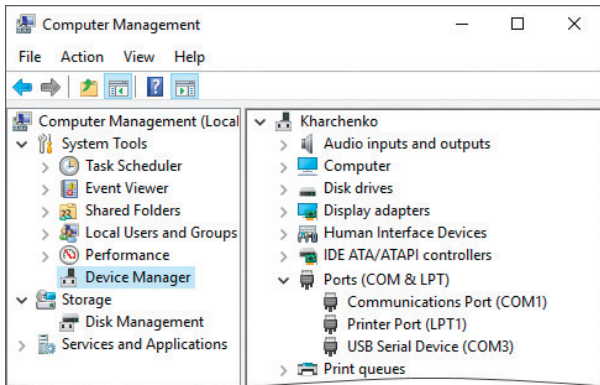 Computer Management
File Action View Help
Computer Management (Local
System Tools
Task Scheduler
Event Viewer
Shared Folders
Local Users and Groups
Performance
Device Manager
Storage
Disk Management
Services and Applications
Kharchenko
Audio inputs and outputs
Computer
Disk drives
Display adapters
Human Interface Devices
IDE ATA/ATAPI controllers
Ports (COM & LPT)
Communications Port (COM1)
Printer Port (LPT1)
USB Serial Device (COM3)
Print queues